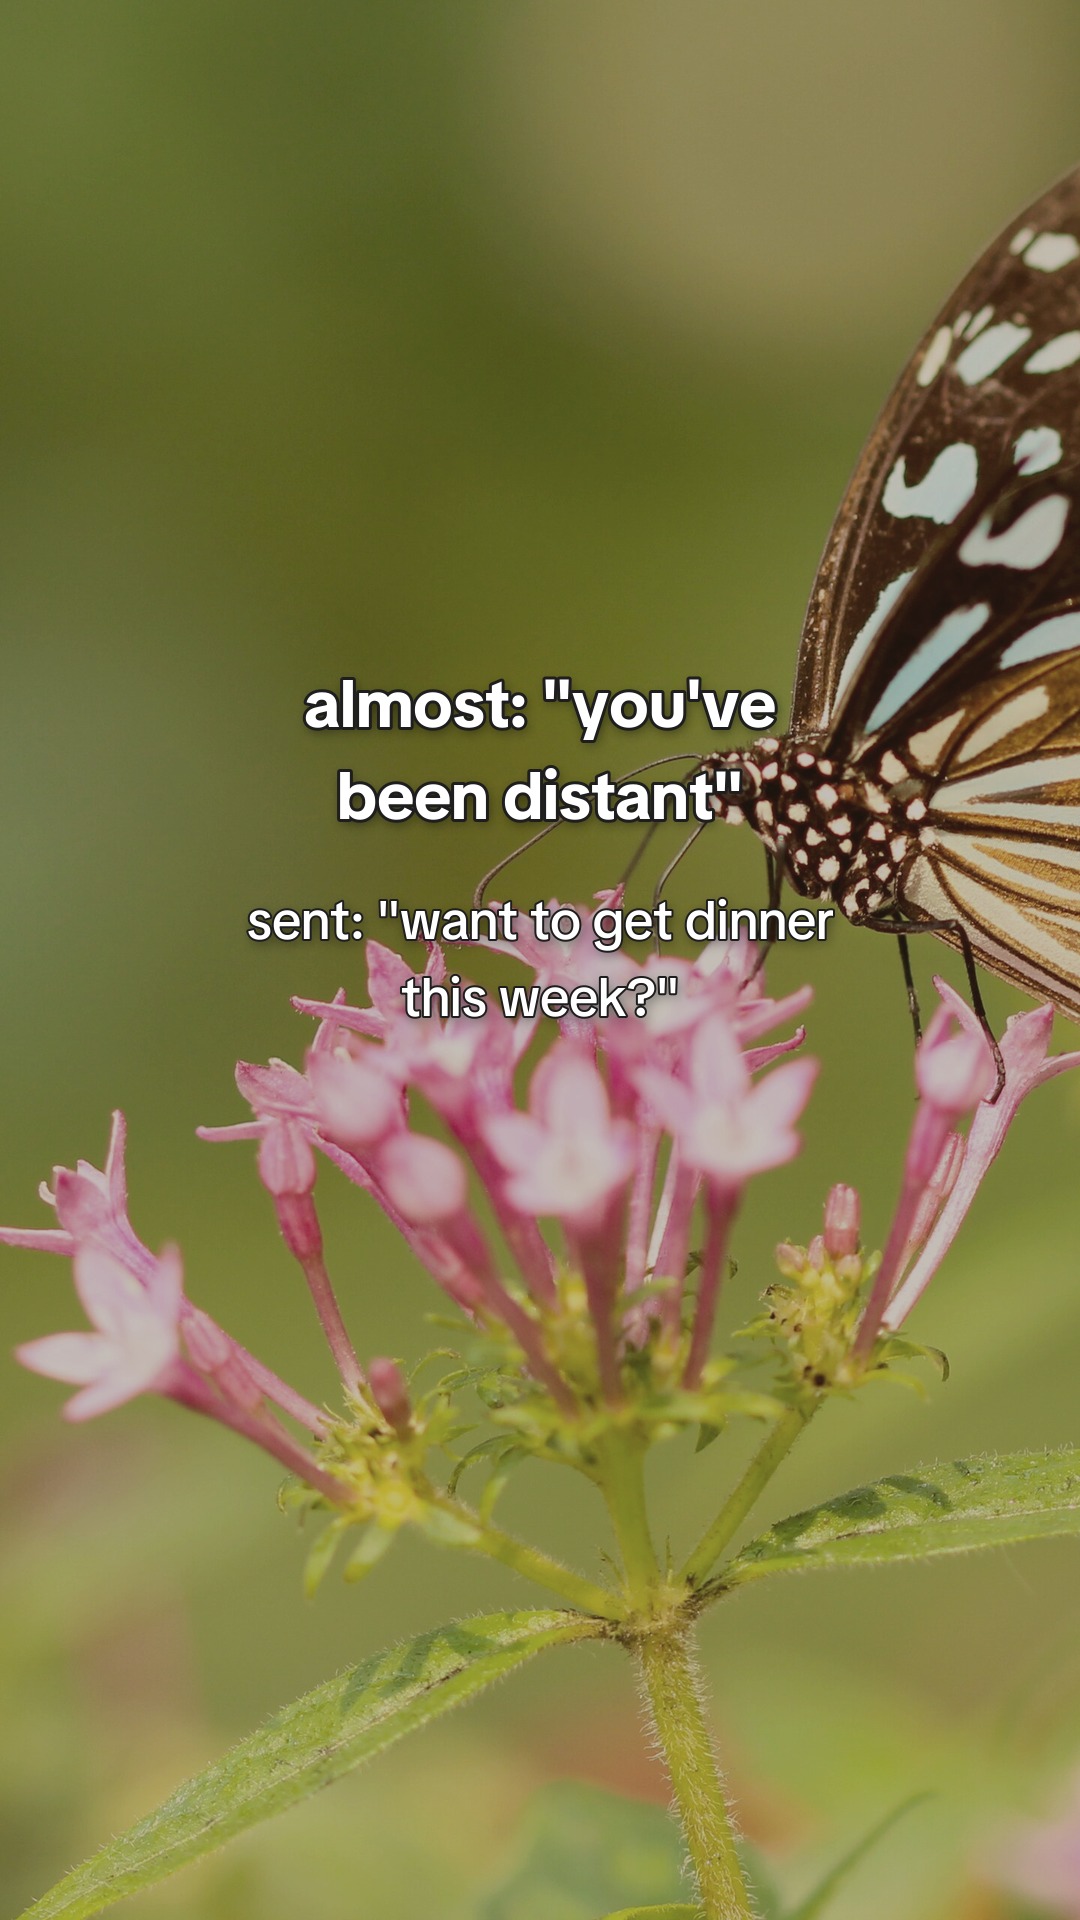 almost: "you've
been distant"
sent: "want to get dinner
this week?"